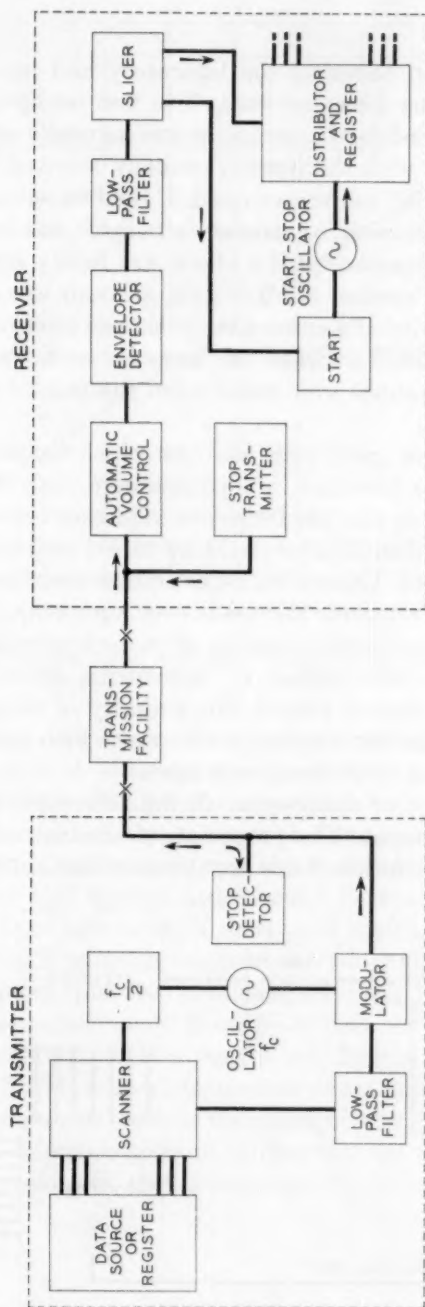 TRANSMITTER
DATA
SOURCE
OR
REGISTER
SCANNER
f_c/2
OSCIL-
LATOR
f_c
LOW-
PASS
FILTER
MODU-
LATOR
STOP
DETEC-
TOR
TRANS-
MISSION
FACILITY
RECEIVER
AUTOMATIC
VOLUME
CONTROL
STOP
TRANS-
MITTER
ENVELOPE
DETECTOR
LOW
PASS
FILTER
SLICER
START
START-STOP
OSCILLATOR
DISTRIBUTOR
AND
REGISTER